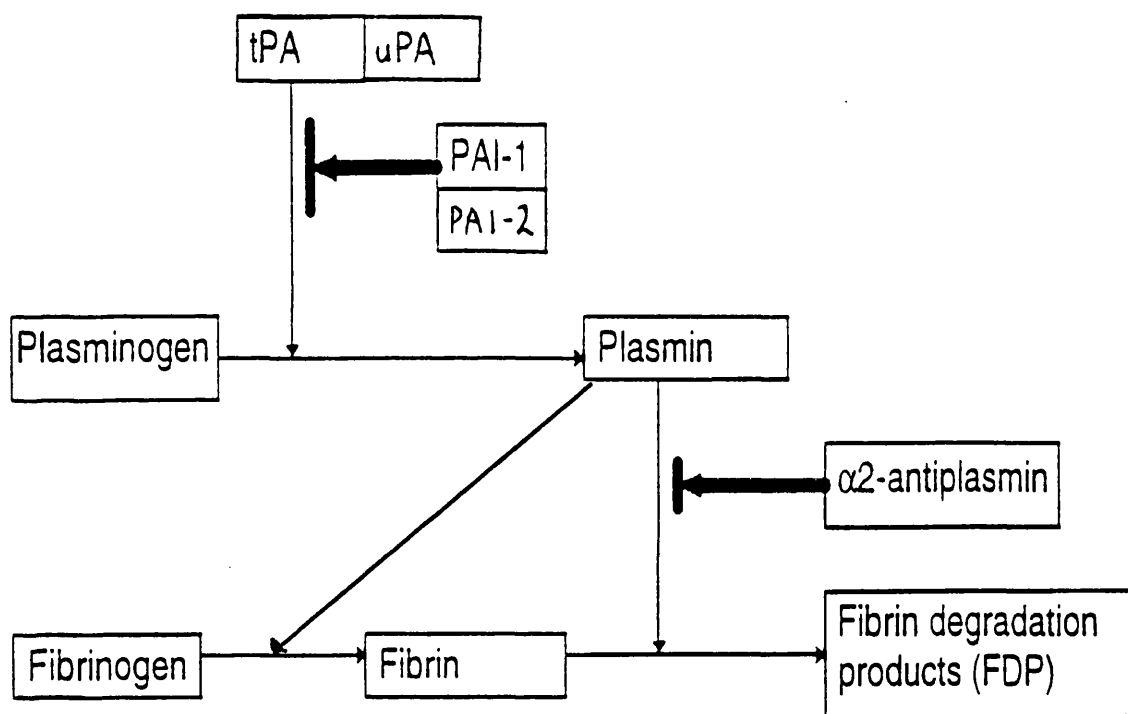 tPA uPA
PAI-1
PAI-2
Plasminogen
Plasmin
α2-antiplasmin
Fibrinogen
Fibrin
Fibrin degradation
products (FDP)